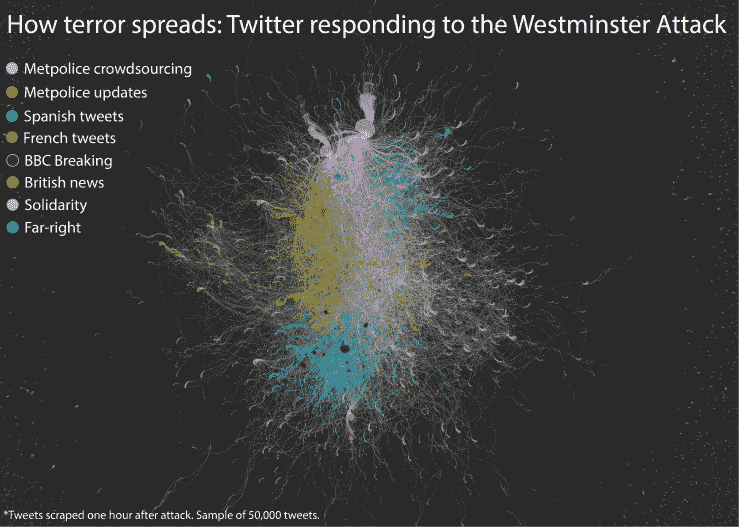 How terror spreads: Twitter responding to the Westminster Attack
Metpolice crowdsourcing
Metpolice updates
Spanish tweets
French tweets
BBC Breaking
British news
Solidarity
Far-right
*Tweets scraped one hour after attack. Sample of 50,000 tweets.